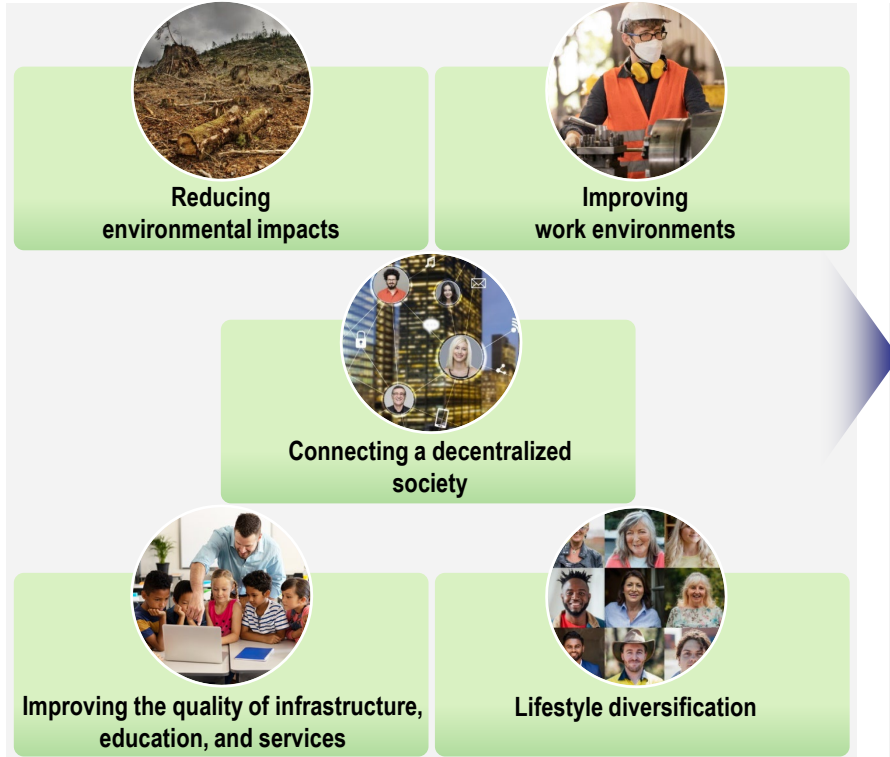 Reducing
environmental impacts
Improving
work environments
Connecting a decentralized
society
Improving the quality of infrastructure,
education, and services
Lifestyle diversification